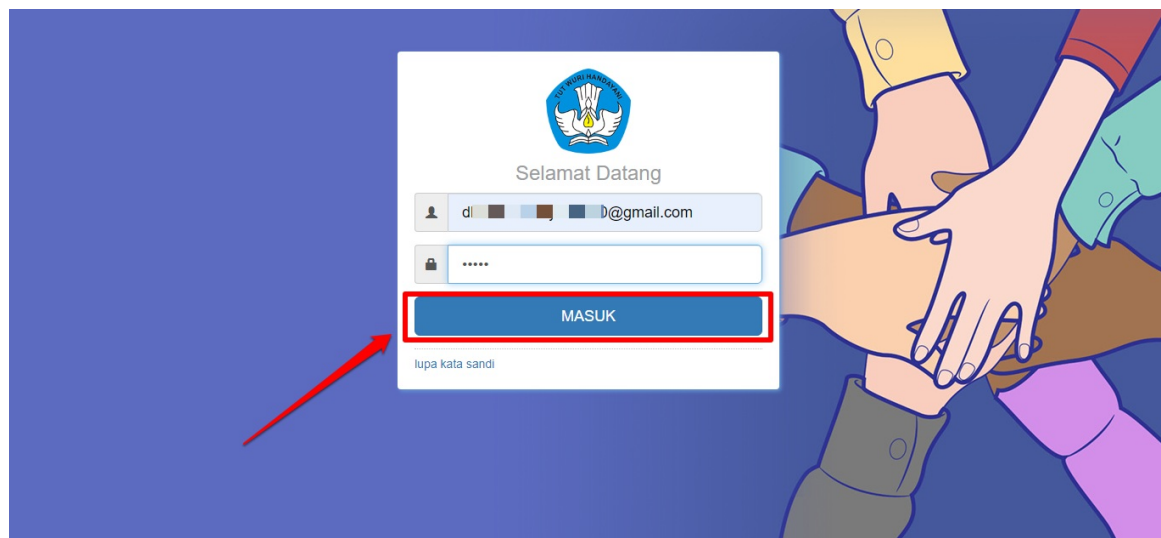 TUT WURI HANDAYANI
Selamat Datang
@gmail.com
•••••
MASUK
lupa kata sandi